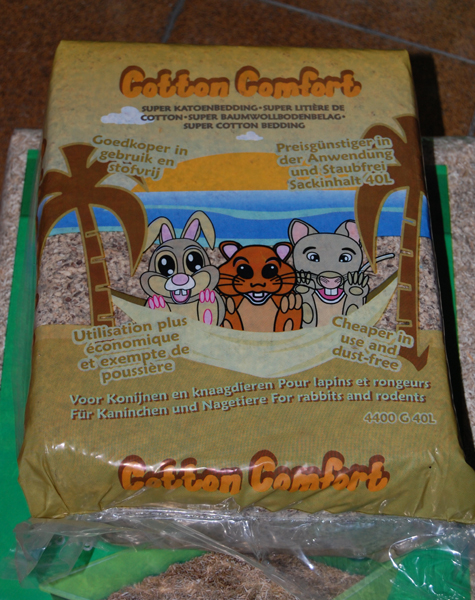 Cotton Comfort
SUPER KATOENBEDDING•SUPER LITIÈRE DE
COTTON•SUPER BAUMWOLLBODENBELAG•
SUPER COTTON BEDDING
Goedkoper in
gebruik en
stofvrij
Preisgünstiger in
der Anwendung
und Staubfrei
Sackinhalt 40L
Utilisation plus
économique
et exempte de
poussière
Cheaper in
use and
dust-free
Voor Konijnen en knaagdieren Pour lapins et rongeurs
Für Kaninchen und Nagetiere For rabbits and rodents
4400 G 40L
Cotton Comfort